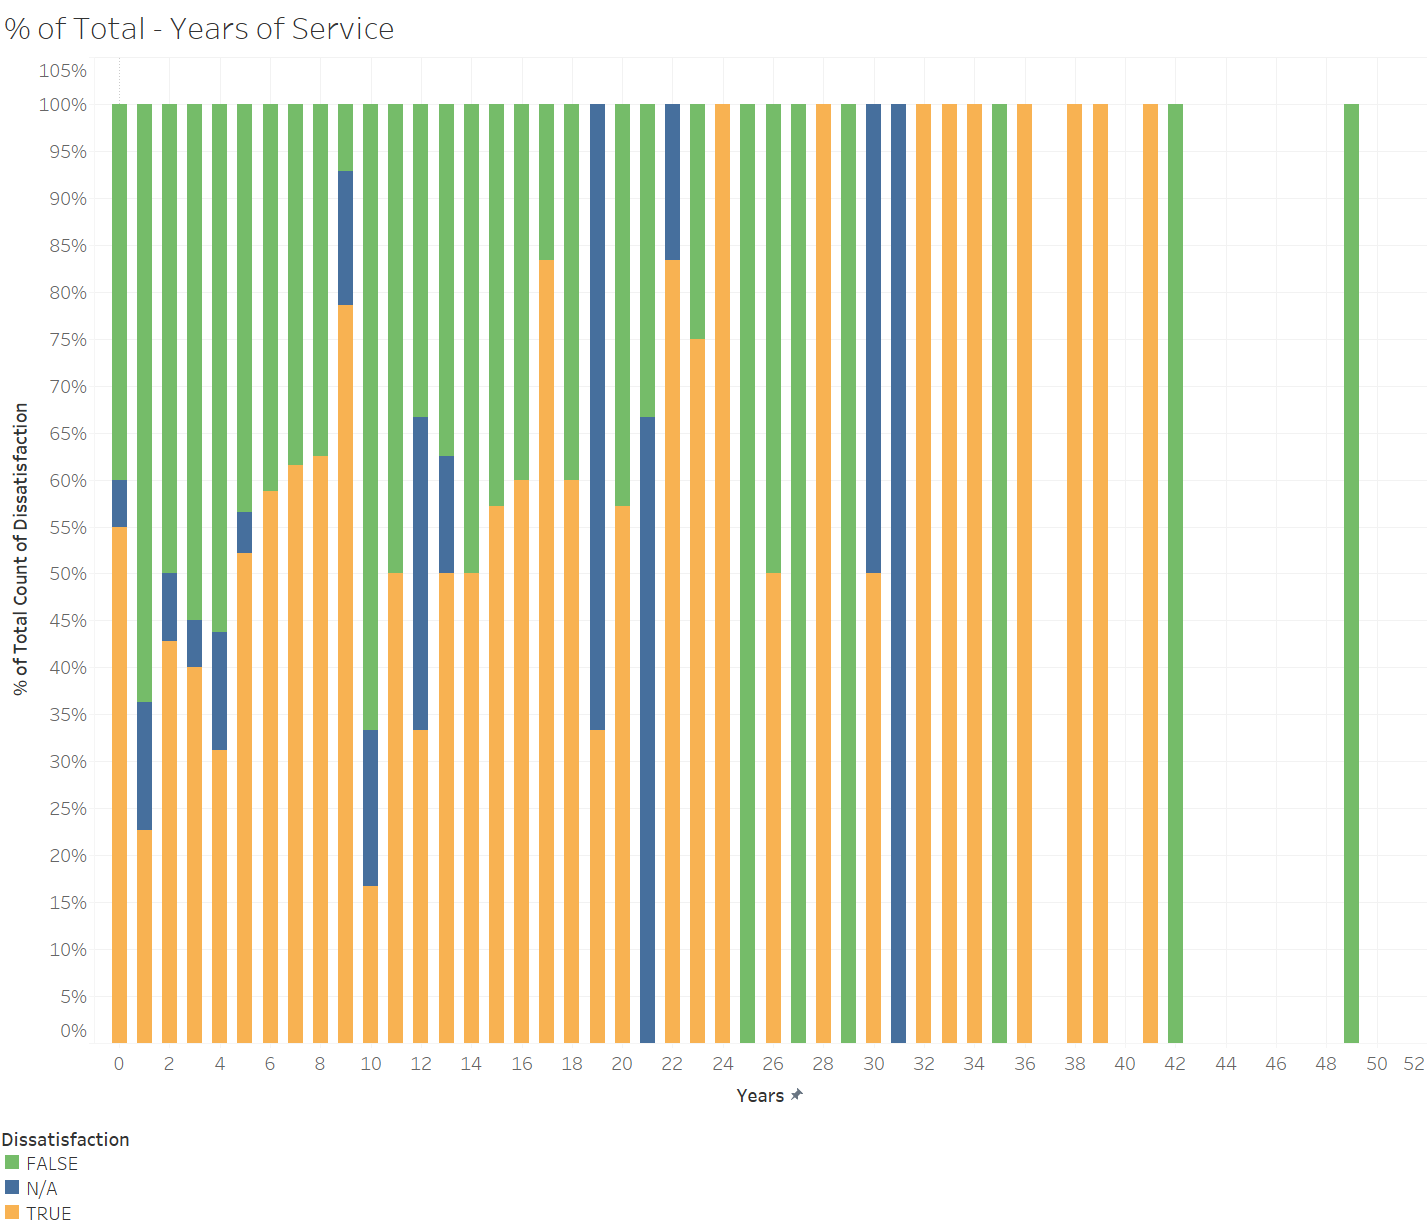 % of Total - Years of Service
105%
100%
95%
90%
85%
80%
75%
70%
65%
60%
55%
50%
45%
40%
35%
30%
25%
20%
15%
10%
5%
0%
% of Total Count of Dissatisfaction
0 2 4 6 8 10 12 14 16 18 20 22 24 26 28 30 32 34 36 38 40 42 44 46 48 50 52
Years
Dissatisfaction
FALSE
N/A
TRUE